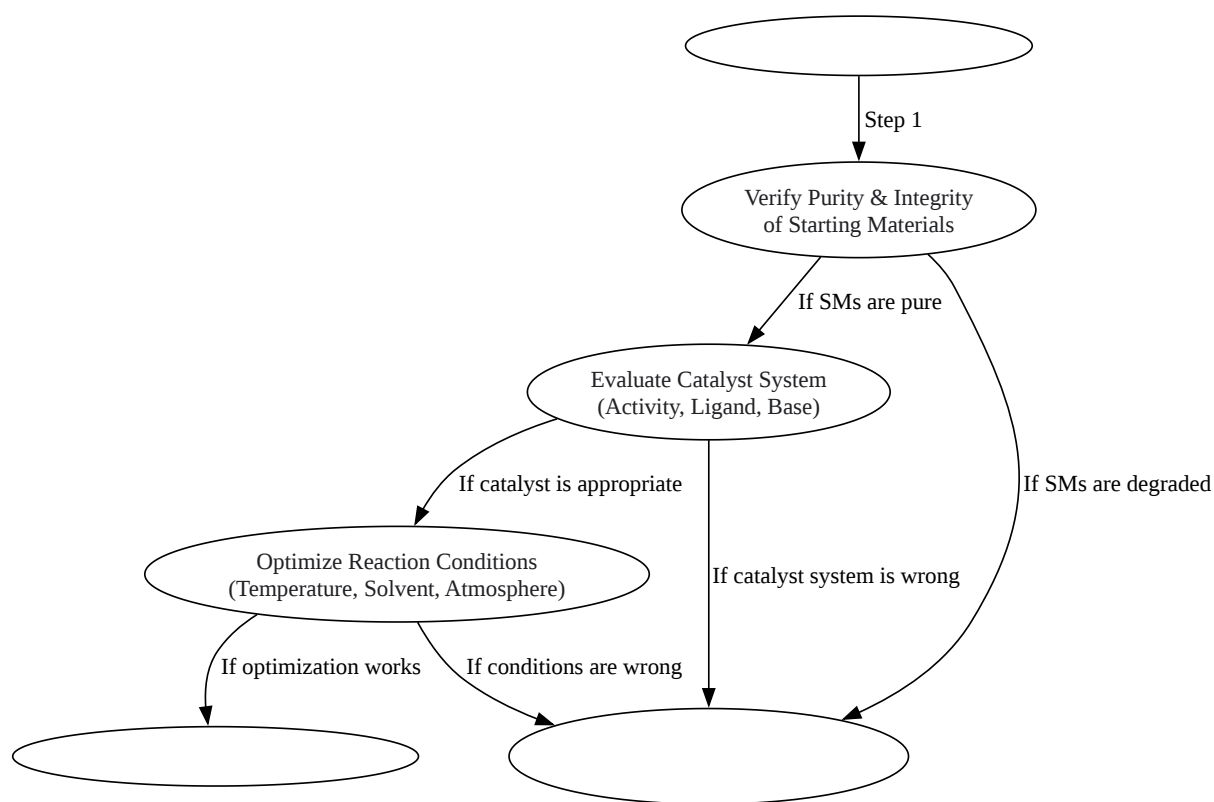 Step 1
Verify Purity & Integrity
of Starting Materials
If SMs are pure
Evaluate Catalyst System
(Activity, Ligand, Base)
If catalyst is appropriate
If SMs are degraded
Optimize Reaction Conditions
(Temperature, Solvent, Atmosphere)
If catalyst system is wrong
If optimization works
If conditions are wrong